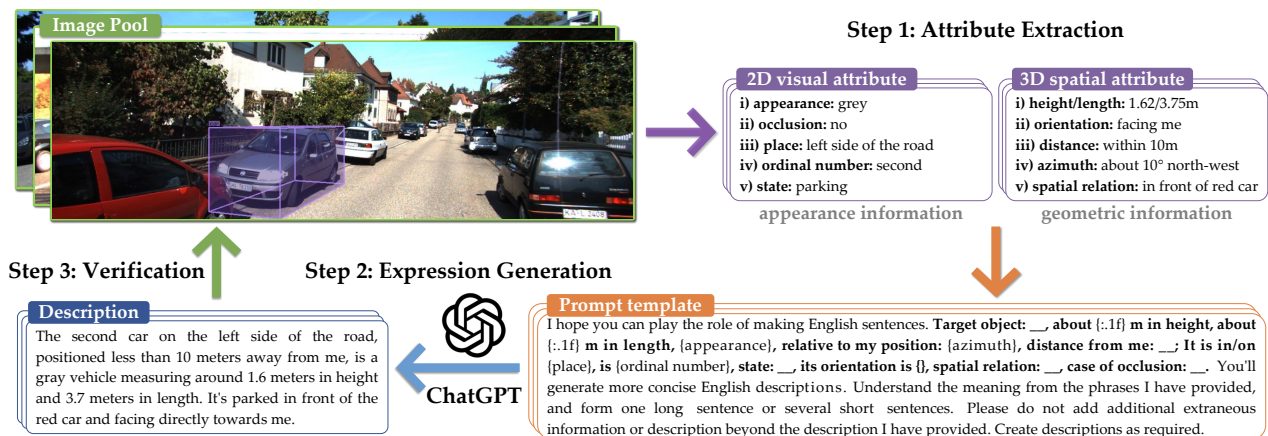 Image Pool
Step 1: Attribute Extraction
2D visual attribute
i) appearance: grey
ii) occlusion: no
iii) place: left side of the road
iv) ordinal number: second
v) state: parking
appearance information
3D spatial attribute
i) height/length: 1.62/3.75m
ii) orientation: facing me
iii) distance: within 10m
iv) azimuth: about 10° north-west
v) spatial relation: in front of red car
geometric information
KA·L 2408
Step 3: Verification
Step 2: Expression Generation
Description
The second car on the left side of the road,
positioned less than 10 meters away from me, is a
gray vehicle measuring around 1.6 meters in height
and 3.7 meters in length. It's parked in front of the
red car and facing directly towards me.
ChatGPT
Prompt template
I hope you can play the role of making English sentences. Target object: __, about {:.1f} m in height, about
{:.1f} m in length, {appearance}, relative to my position: {azimuth}, distance from me: __; It is in/on
{place}, is {ordinal number}, state: __, its orientation is {}, spatial relation: __, case of occlusion: __. You'll
generate more concise English descriptions. Understand the meaning from the phrases I have provided,
and form one long sentence or several short sentences. Please do not add additional extraneous
information or description beyond the description I have provided. Create descriptions as required.